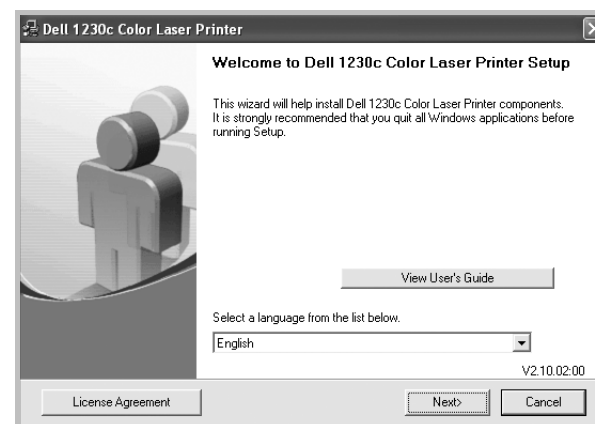 Dell 1230c Color Laser Printer
Welcome to Dell 1230c Color Laser Printer Setup
This wizard will help install Dell 1230c Color Laser Printer components.
It is strongly recommended that you quit all Windows applications before
running Setup.
View User's Guide
Select a language from the list below.
English
V2.10.02:00
License Agreement
Next>
Cancel